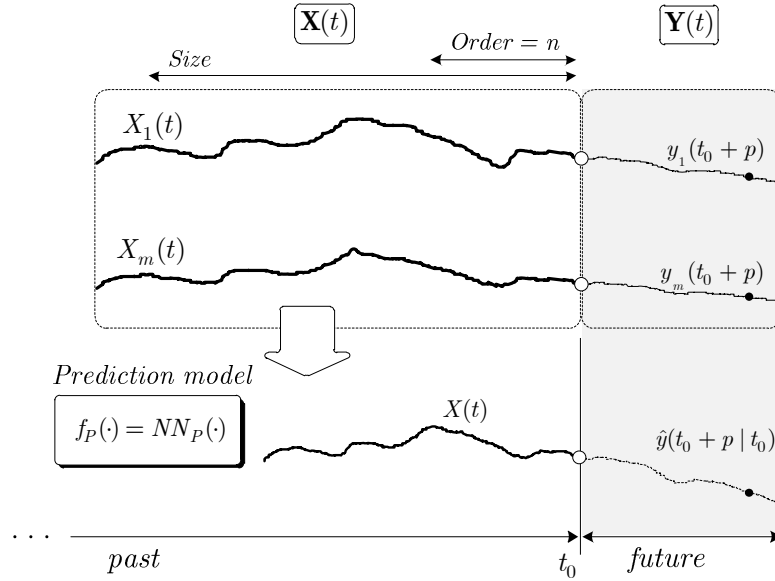 𝐗(t)
𝐘(t)
Order = n
Size
X_1(t)
y_1(t_0 + p)
X_m(t)
y_m(t_0 + p)
Prediction model
f_P(·) = NN_P(·)
X(t)
ŷ(t_0 + p | t_0)
· · ·
past
t_0
future